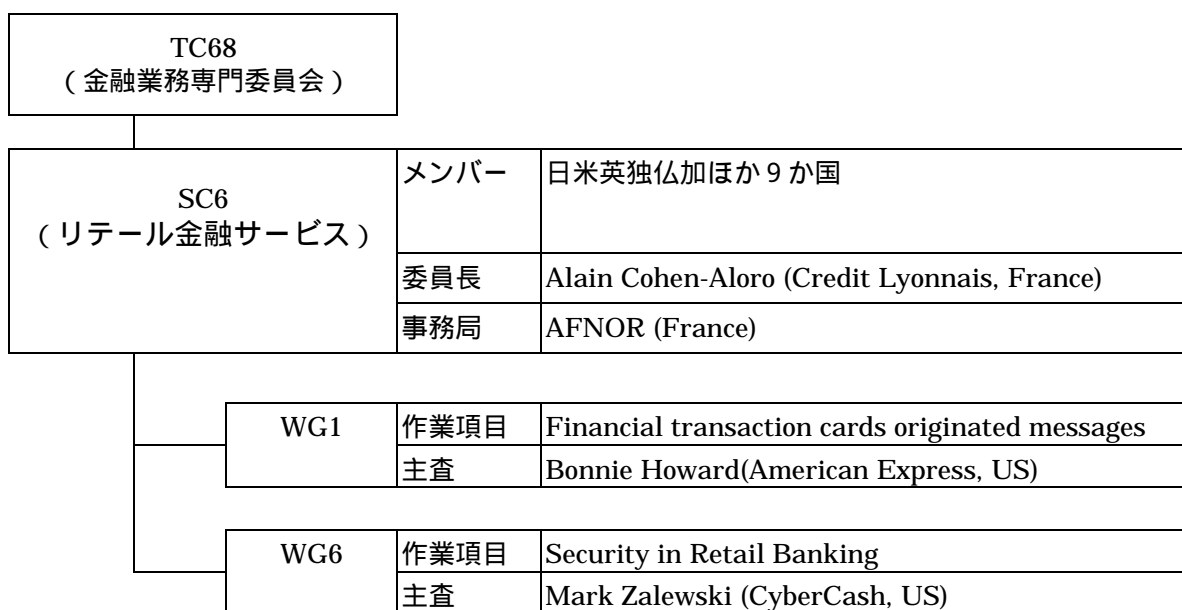 TC68
（金融業務専門委員会）
SC6
（リテール金融サービス）
メンバー 日米英独仏加ほか９か国
委員長 Alain Cohen-Aloro (Credit Lyonnais, France)
事務局 AFNOR (France)
WG1 作業項目 Financial transaction cards originated messages
主査 Bonnie Howard(American Express, US)
WG6 作業項目 Security in Retail Banking
主査 Mark Zalewski (CyberCash, US)